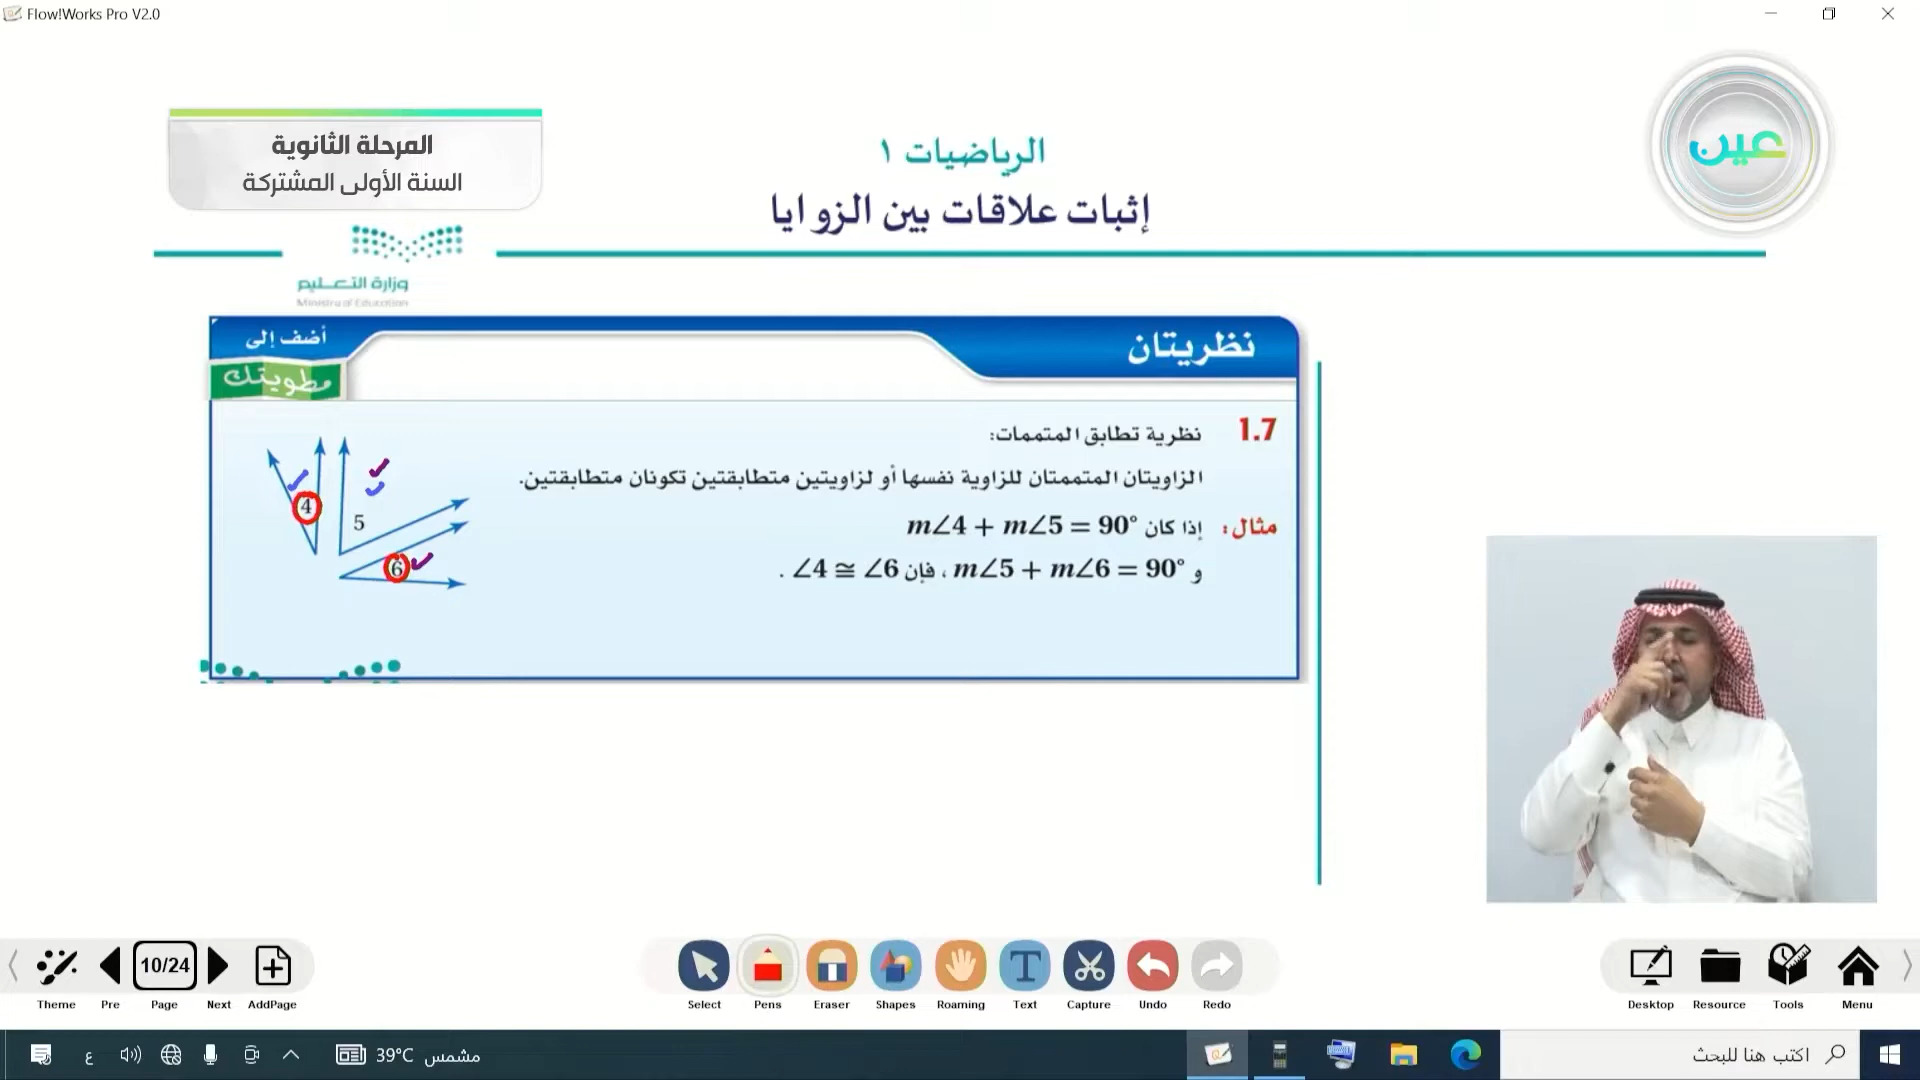 Flow!Works Pro V2.0
عين
المرحلة الثانوية
السنة الأولى المشتركة
الرياضيات ١
إثبات علاقات بين الزوايا
وزارة التعليم
Ministry of Education
نظريتان
أضف إلى
مطويتك
1.7 نظرية تطابق المتممات:
الزاويتان المتممتان للزاوية نفسها أو لزاويتين متطابقتين تكونان متطابقتين.
مثال: إذا كان m∠4 + m∠5 = 90°
و m∠5 + m∠6 = 90° ، فإن ∠4 ≅ ∠6 .
4
5
6
10/24
Theme Pre Page Next AddPage
Select Pens Eraser Shapes Roaming Text Capture Undo Redo
Desktop Resource Tools Menu
ع
39°C مشمس
اكتب هنا للبحث